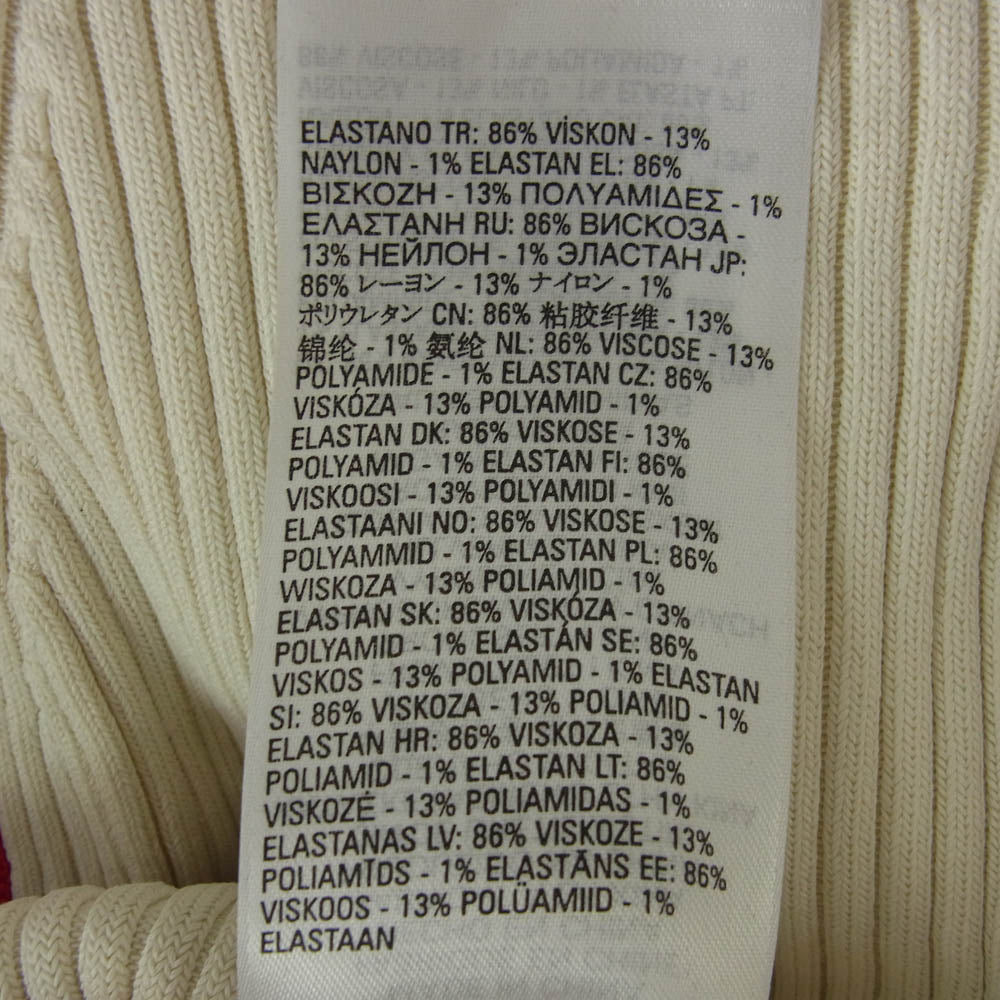 ELASTANO TR: 86% VİSKON - 13%
NAYLON - 1% ELASTAN EL: 86%
ΒΙΣΚΟΖΗ - 13% ΠΟΛΥΑΜΙΔΕΣ - 1%
ΕΛΑΣΤΑΝΗ RU: 86% ВИСКОЗА -
13% НЕЙЛОН - 1% ЭЛАСТАН JP:
86% レーヨン - 13% ナイロン - 1%
ポリウレタン CN: 86% 粘胶纤维 - 13%
锦纶 - 1% 氨纶 NL: 86% VISCOSE - 13%
POLYAMIDE - 1% ELASTAN CZ: 86%
VISKÓZA - 13% POLYAMID - 1%
ELASTAN DK: 86% VISKOSE - 13%
POLYAMID - 1% ELASTAN FI: 86%
VISKOOSI - 13% POLYAMIDI - 1%
ELASTAANI NO: 86% VISKOSE - 13%
POLYAMMID - 1% ELASTAN PL: 86%
WISKOZA - 13% POLIAMID - 1%
ELASTAN SK: 86% VISKÓZA - 13%
POLYAMID - 1% ELASTÁN SE: 86%
VISKOS - 13% POLYAMID - 1% ELASTAN
SI: 86% VISKOZA - 13% POLIAMID - 1%
ELASTAN HR: 86% VISKOZA - 13%
POLIAMID - 1% ELASTAN LT: 86%
VISKOZĖ - 13% POLIAMIDAS - 1%
ELASTANAS LV: 86% VISKOZE - 13%
POLIAMĪDS - 1% ELASTĀNS EE: 86%
VISKOOS - 13% POLÜAMIID - 1%
ELASTAAN